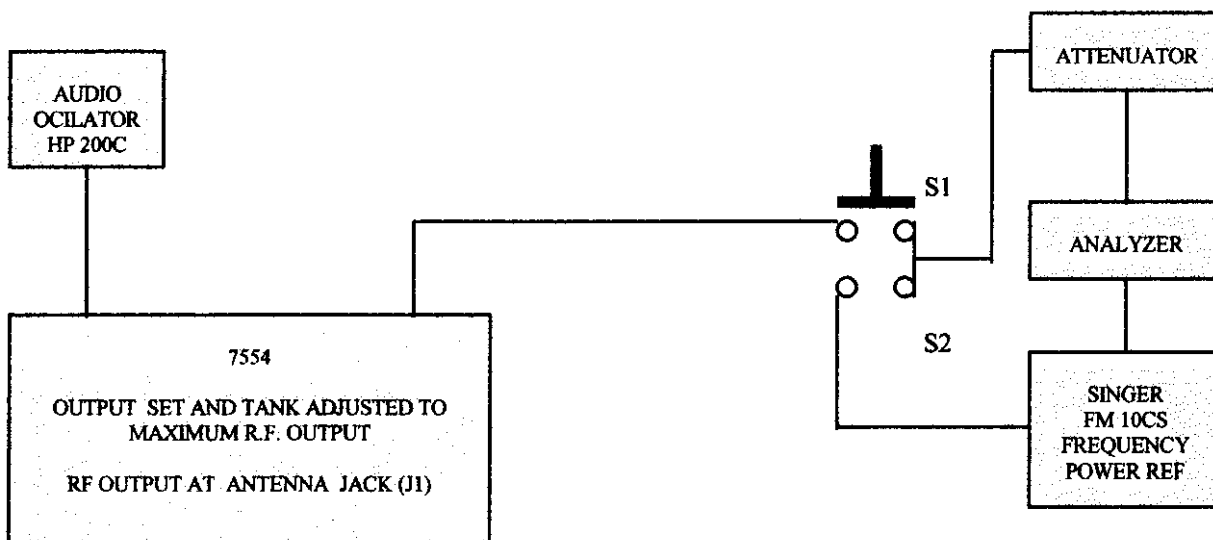 AUDIO
OCILATOR
HP 200C
ATTENUATOR
S1
ANALYZER
S2
7554
OUTPUT SET AND TANK ADJUSTED TO
MAXIMUM R.F. OUTPUT
RF OUTPUT AT ANTENNA JACK (J1)
SINGER
FM 10CS
FREQUENCY
POWER REF